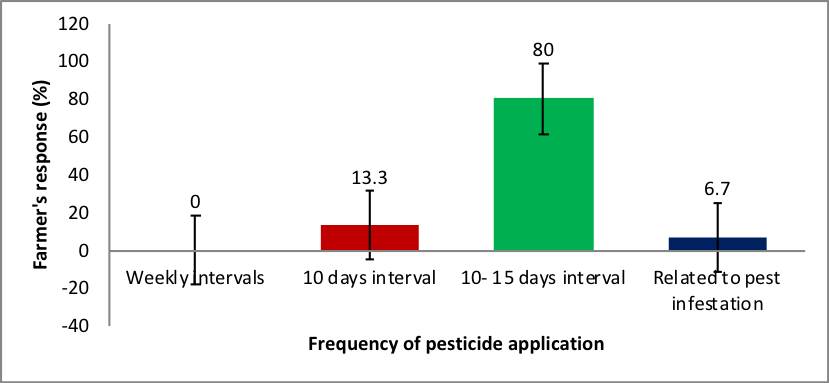 120
100
80
60
40
20
0
-20
-40
Farmer's response (%)
0
13.3
80
6.7
Weekly intervals
10 days interval
10- 15 days interval
Related to pest
infestation
Frequency of pesticide application